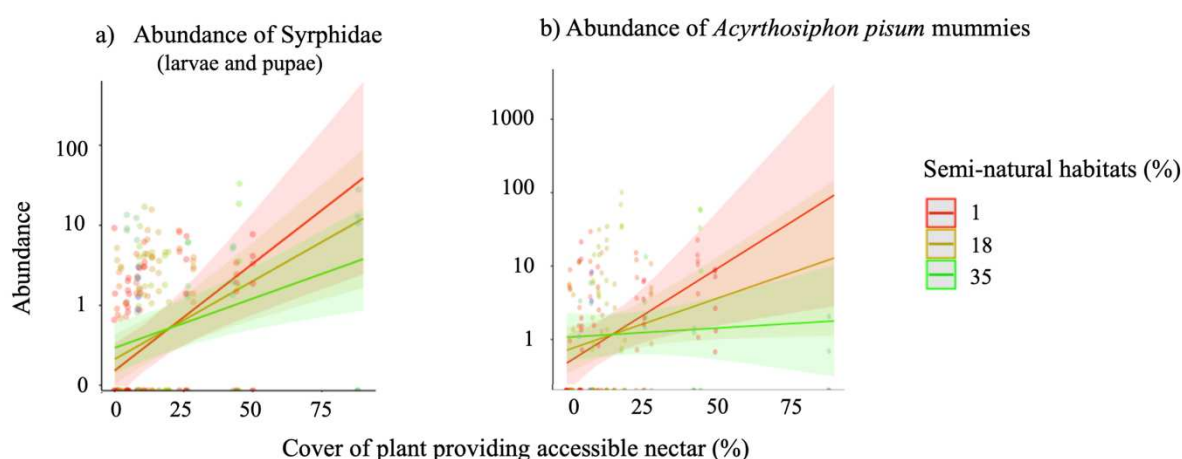 a) Abundance of Syrphidae
(larvae and pupae)
b) Abundance of Acyrthosiphon pisum mummies
Abundance
100
10
1
0
0 25 50 75
1000
100
10
1
0
0 25 50 75
Cover of plant providing accessible nectar (%)
Semi-natural habitats (%)
1
18
35